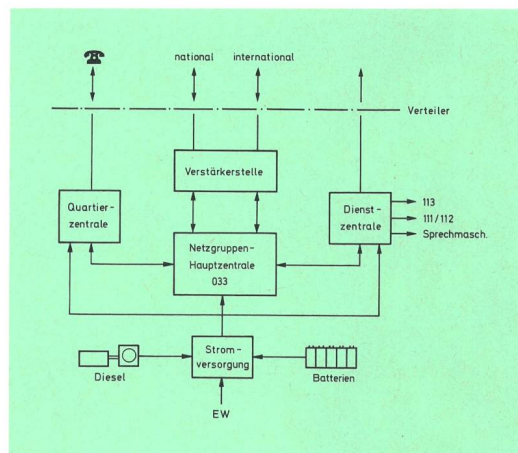 national international
Verteiler
Verstärkerstelle
Quartier-
zentrale
Dienst-
zentrale
113
111/112
Sprechmasch.
Netzgruppen-
Hauptzentrale
033
Strom-
versorgung
Diesel
Batterien
EW